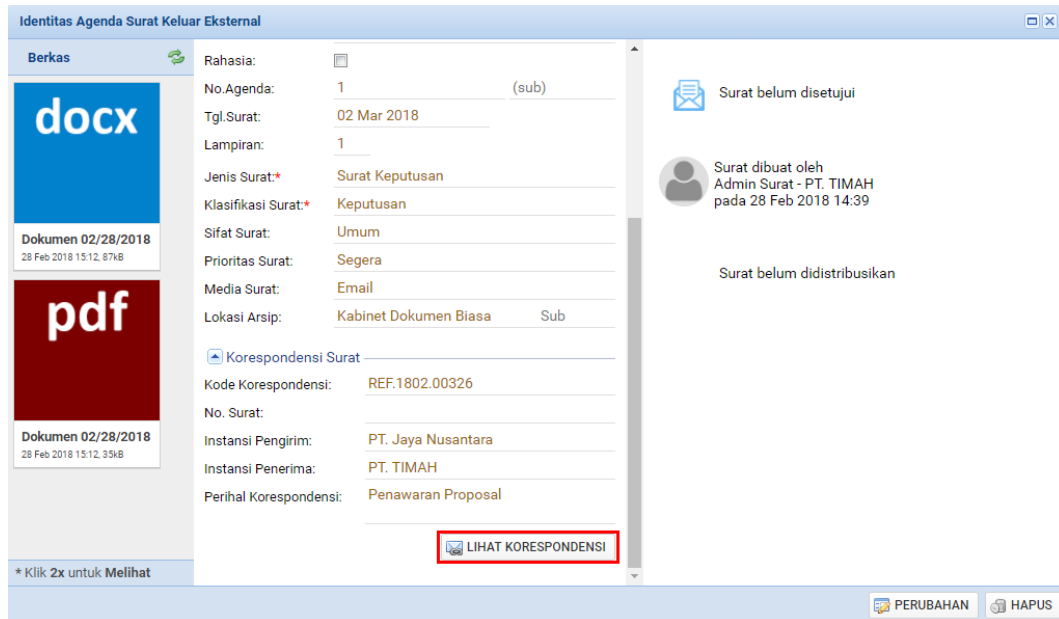 Identitas Agenda Surat Keluar Eksternal
Berkas
docx
Dokumen 02/28/2018
28 Feb 2018 15:12, 87kB
pdf
Dokumen 02/28/2018
28 Feb 2018 15:12, 35kB
* Klik 2x untuk Melihat
Rahasia:
No.Agenda: 1 (sub)
Tgl.Surat: 02 Mar 2018
Lampiran: 1
Jenis Surat:* Surat Keputusan
Klasifikasi Surat:* Keputusan
Sifat Surat: Umum
Prioritas Surat: Segera
Media Surat: Email
Lokasi Arsip: Kabinet Dokumen Biasa Sub
Korespondensi Surat
Kode Korespondensi: REF.1802.00326
No. Surat:
Instansi Pengirim: PT. Jaya Nusantara
Instansi Penerima: PT. TIMAH
Perihal Korespondensi: Penawaran Proposal
LIHAT KORESPONDENSI
Surat belum disetujui
Surat dibuat oleh
Admin Surat - PT. TIMAH
pada 28 Feb 2018 14:39
Surat belum didistribusikan
PERUBAHAN HAPUS